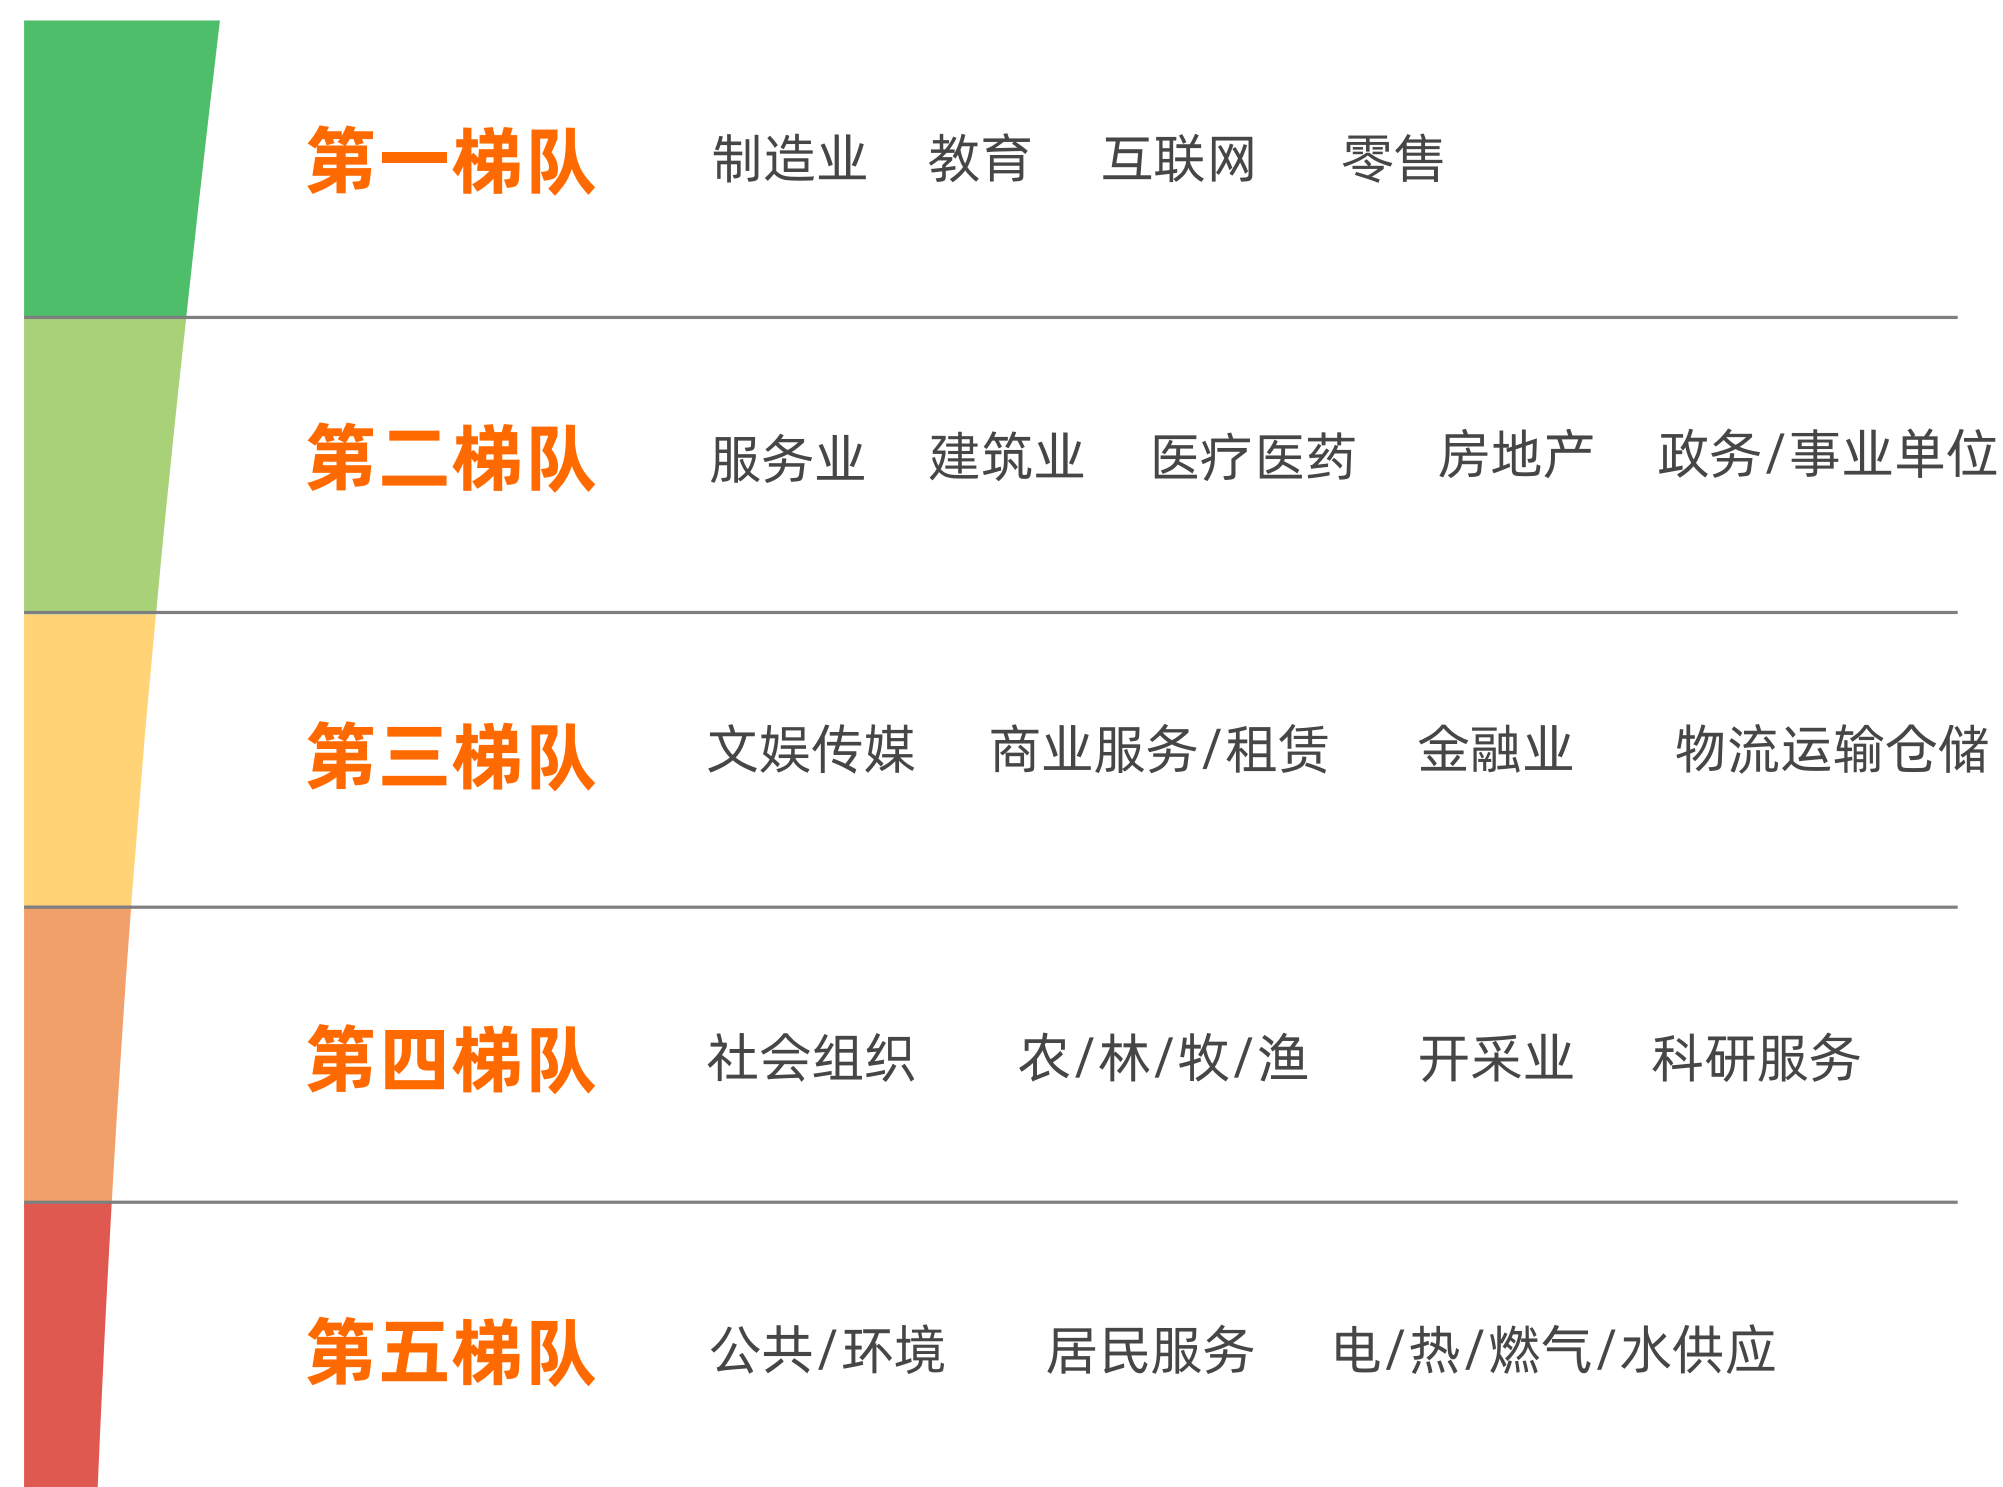 第一梯队 制造业 教育 互联网 零售
第二梯队 服务业 建筑业 医疗医药 房地产 政务/事业单位
第三梯队 文娱传媒 商业服务/租赁 金融业 物流运输仓储
第四梯队 社会组织 农/林/牧/渔 开采业 科研服务
第五梯队 公共/环境 居民服务 电/热/燃气/水供应